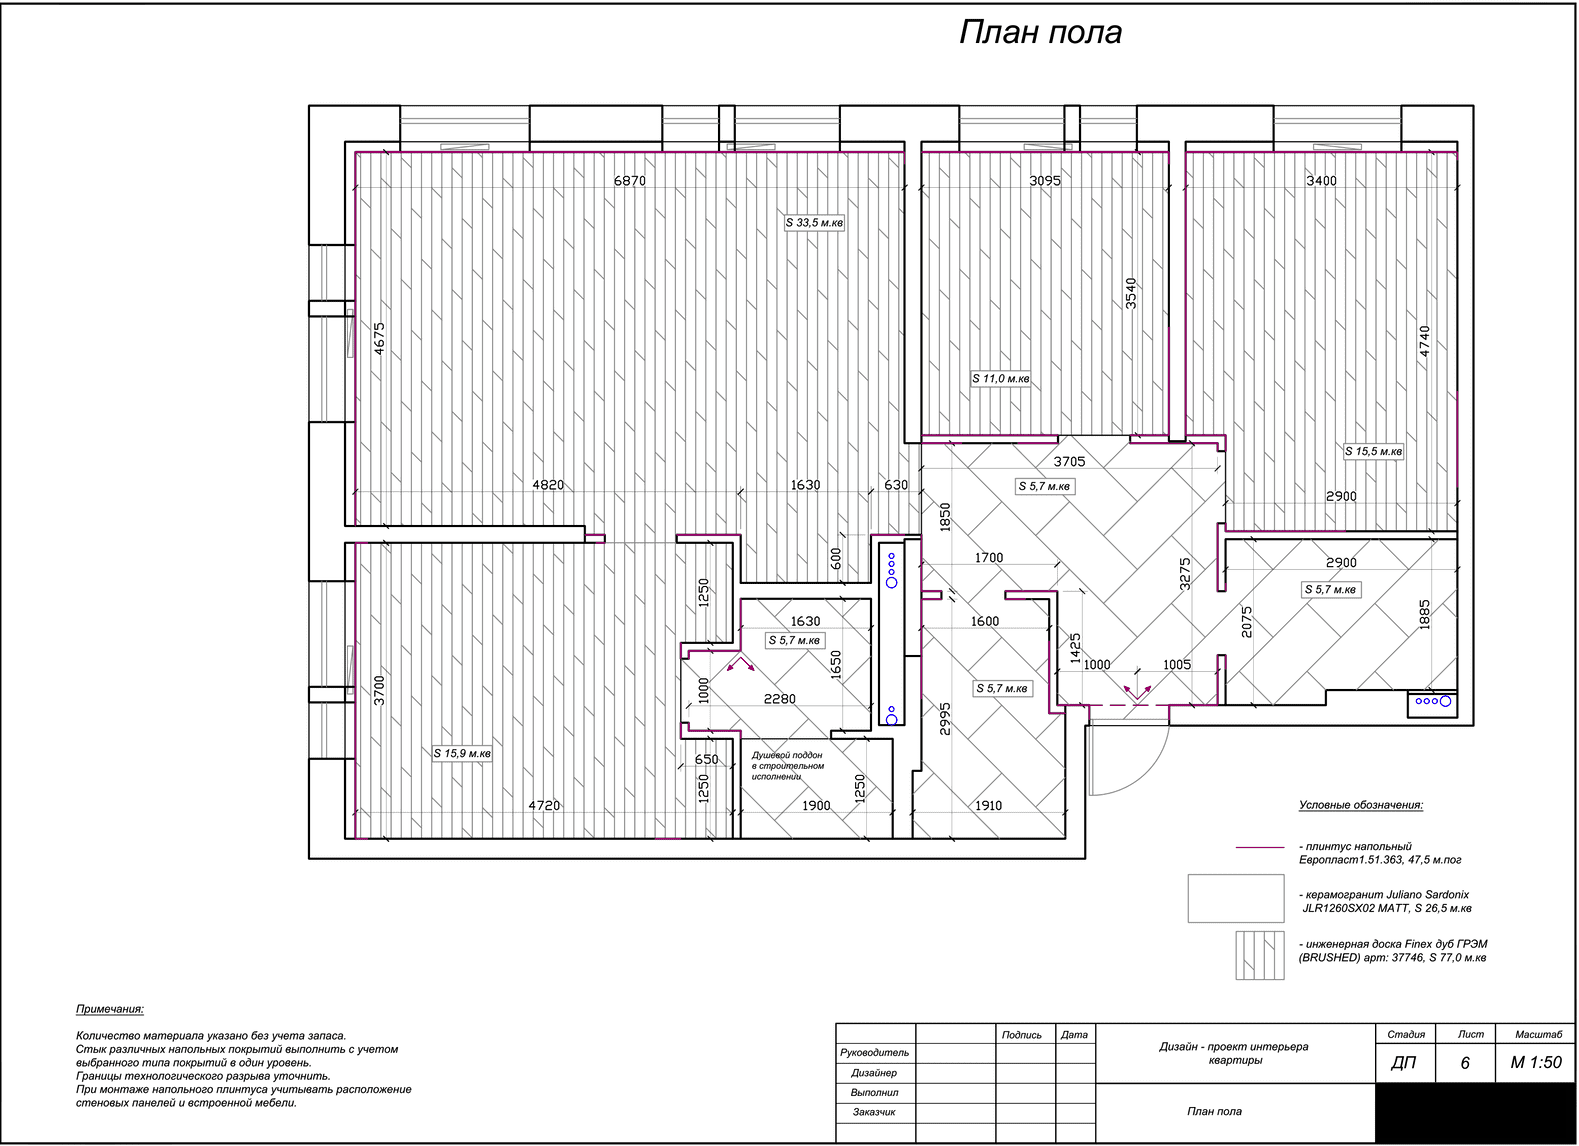 План пола
6870
3095
3400
S 33,5 м.кв
3540
4675
4740
S 11,0 м.кв
S 15,5 м.кв
3705
4820
1630
630
S 5,7 м.кв
2900
1850
600
1700
3275
2900
1250
S 5,7 м.кв
1630
1600
2075
1885
S 5,7 м.кв
1425
1650
1000
1005
3700
1000
2280
S 5,7 м.кв
2995
S 15,9 м.кв
650
Душевой поддон
в строительном
исполнении
1250
1250
4720
1900
1910
Условные обозначения:
- плинтус напольный
Европласт1.51.363, 47,5 м.пог
- керамогранит Juliano Sardonix
JLR1260SX02 MATT, S 26,5 м.кв
- инженерная доска Finex дуб ГРЭМ
(BRUSHED) арт: 37746, S 77,0 м.кв
Примечания:
Количество материала указано без учета запаса.
Стык различных напольных покрытий выполнить с учетом
выбранного типа покрытий в один уровень.
Границы технологического разрыва уточнить.
При монтаже напольного плинтуса учитывать расположение
стеновых панелей и встроенной мебели.
Подпись Дата
Руководитель
Дизайнер
Выполнил
Заказчик
Дизайн - проект интерьера
квартиры
План пола
Стадия Лист Масштаб
ДП 6 М 1:50